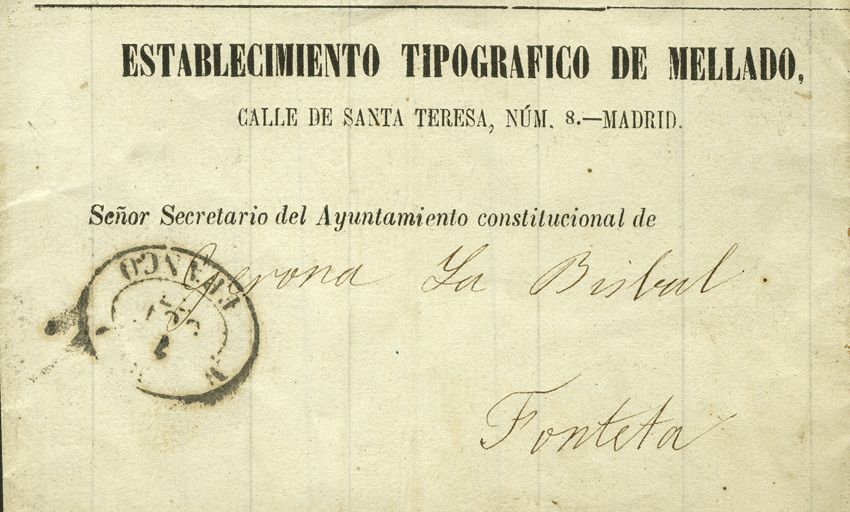 ESTABLECIMIENTO TIPOGRAFICO DE MELLADO,
CALLE DE SANTA TERESA, NÚM. 8.—MADRID.
Señor Secretario del Ayuntamiento constitucional de
Gerona La Bisbal
Fonteta
FRANCO